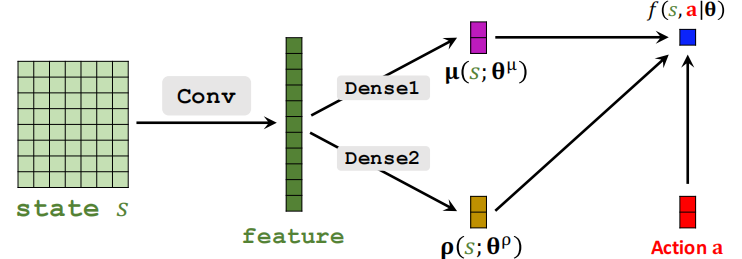 f(s, a|θ)
Conv
Dense1
μ(s; θ^μ)
Dense2
state s
feature
ρ(s; θ^ρ)
Action a